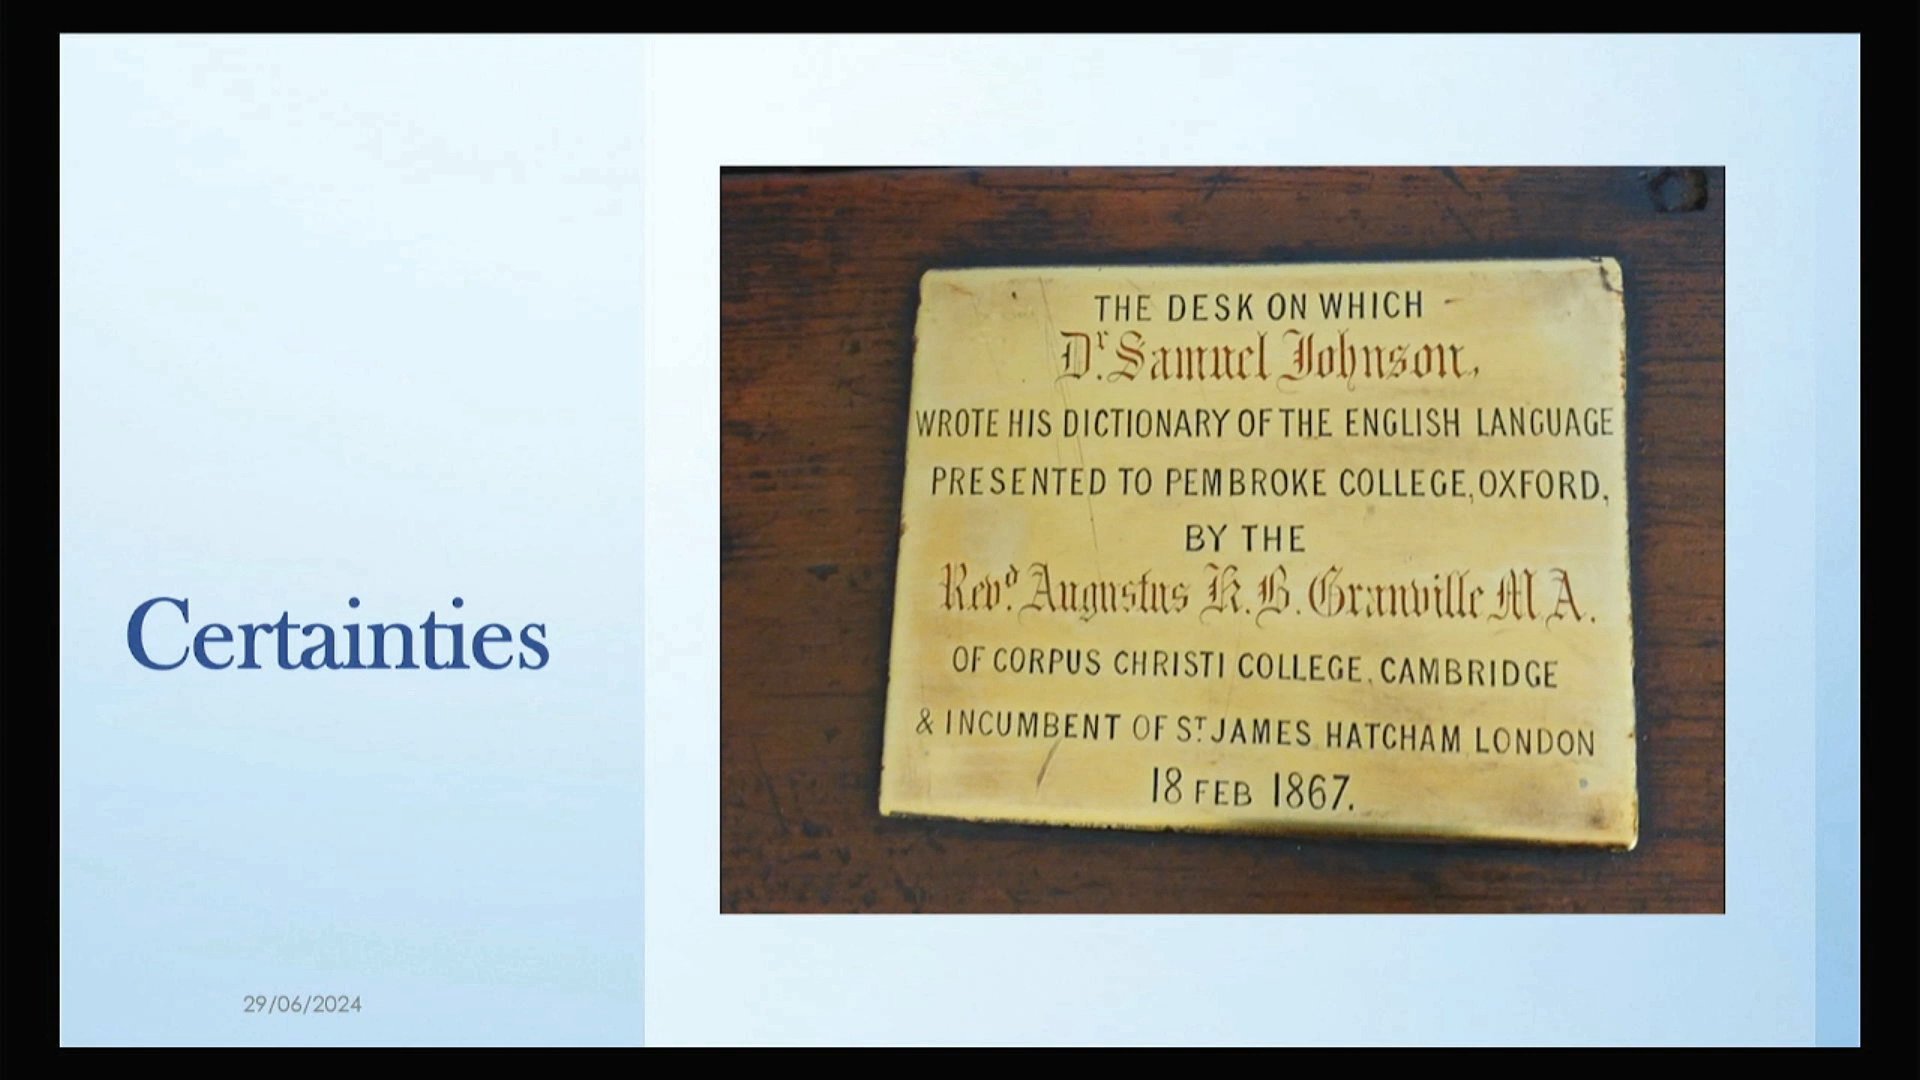 Certainties
29/06/2024
THE DESK ON WHICH
Dr. Samuel Johnson,
WROTE HIS DICTIONARY OF THE ENGLISH LANGUAGE
PRESENTED TO PEMBROKE COLLEGE, OXFORD,
BY THE
Revd. Augustus K. B. Granville M A.
OF CORPUS CHRISTI COLLEGE, CAMBRIDGE
& INCUMBENT OF ST JAMES HATCHAM LONDON
18 FEB 1867.